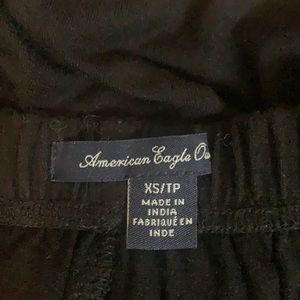 American Eagle
XS/TP
MADE IN
INDIA
FABRIQUÉ EN
INDE